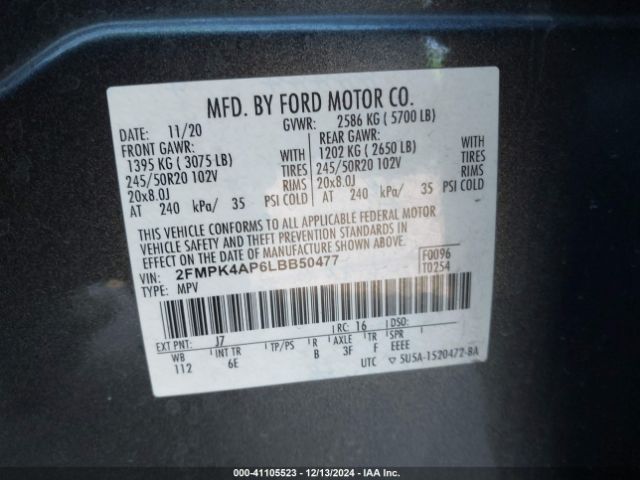 MFD. BY FORD MOTOR CO.
DATE: 11/20 GVWR: 2586 KG ( 5700 LB)
FRONT GAWR: REAR GAWR:
1395 KG ( 3075 LB) WITH 1202 KG ( 2650 LB) WITH
245/50R20 102V TIRES 245/50R20 102V TIRES
20x8.0J RIMS 20x8.0J RIMS
AT 240 kPa/ 35 PSI COLD AT 240 kPa/ 35 PSI COLD
THIS VEHICLE CONFORMS TO ALL APPLICABLE FEDERAL MOTOR
VEHICLE SAFETY AND THEFT PREVENTION STANDARDS IN
EFFECT ON THE DATE OF MANUFACTURE SHOWN ABOVE.
VIN: 2FMPK4AP6LBB50477 F0096
TYPE: MPV T0254
EXT PNT: J7 RC: 16 DSO:
WB INT TR TP/PS R AXLE TR SPR
112 6E B 3F F EEEE
UTC ▽ SU5A-1520472-BA
000-41105523 - 12/13/2024 - IAA Inc.